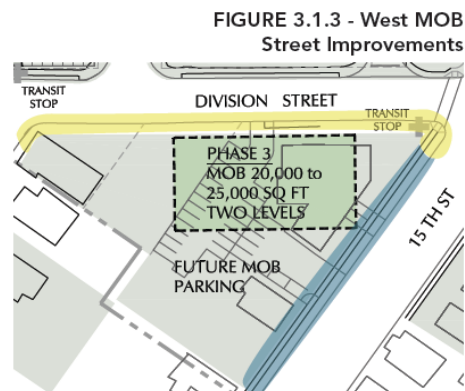 FIGURE 3.1.3 - West MOB
Street Improvements
TRANSIT
STOP
DIVISION STREET
TRANSIT
STOP
PHASE 3
MOB 20,000 to
25,000 SQ FT
TWO LEVELS
15 TH ST
FUTURE MOB
PARKING